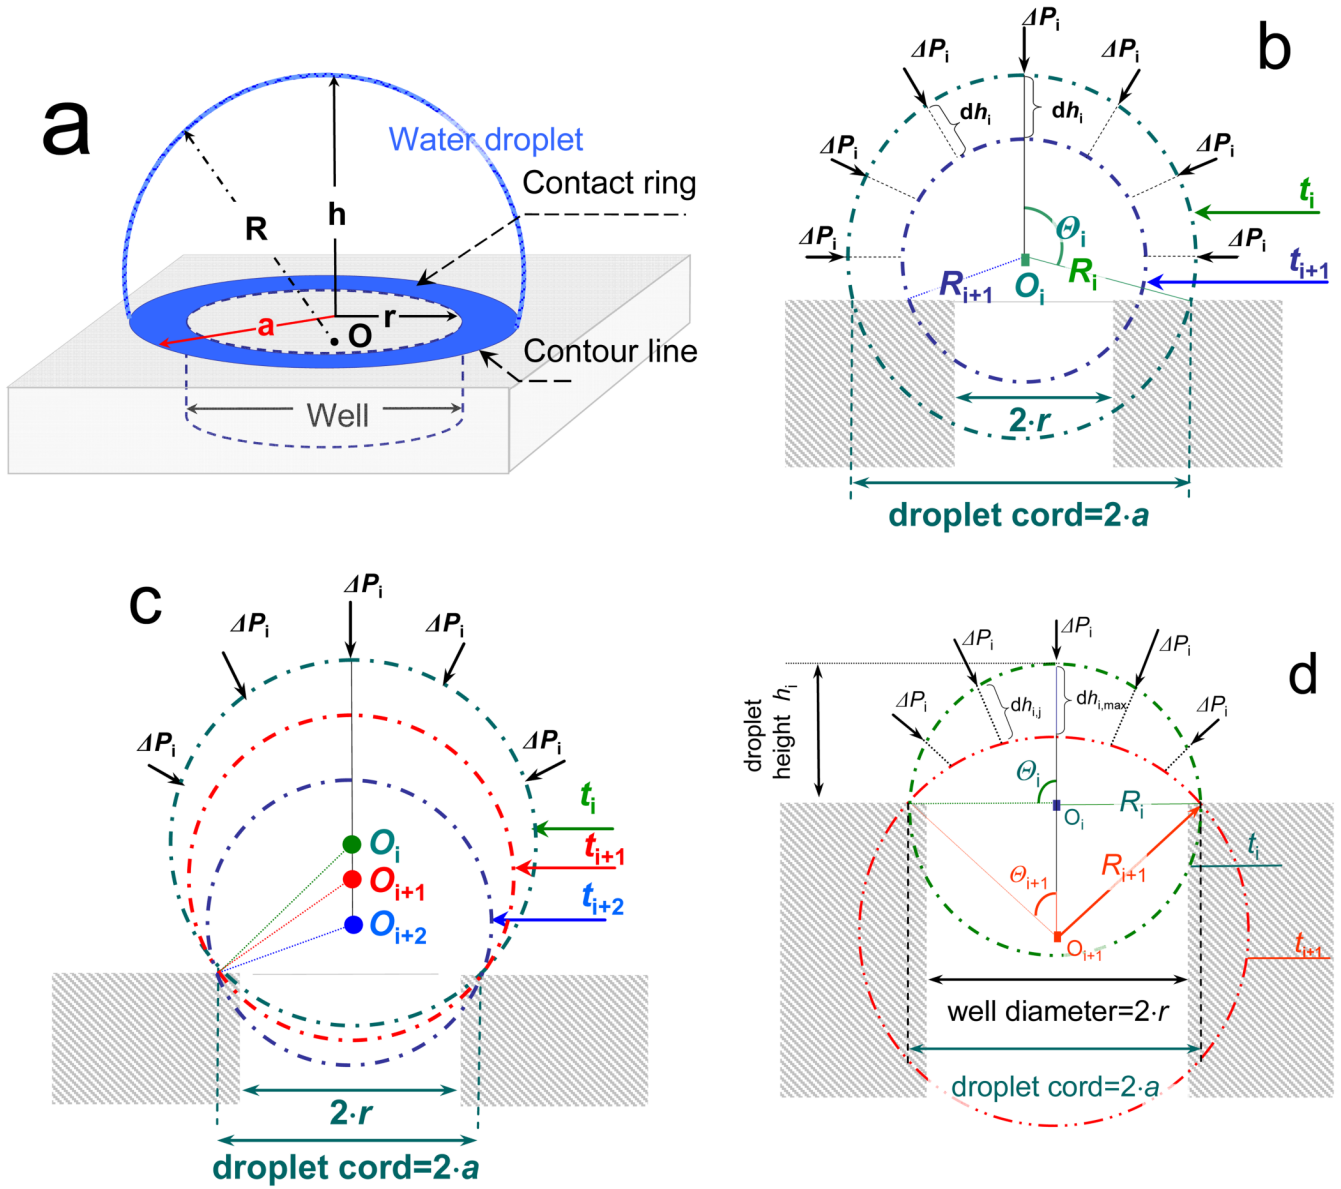 a
Water droplet
Contact ring
h
R
a
r
O
Contour line
Well
b
ΔPi
ΔPi
ΔPi
dhi
dhi
ΔPi
ΔPi
ti
Θi
ΔPi
ΔPi
ti+1
Ri+1
Oi
Ri
2·r
droplet cord=2·a
c
ΔPi
ΔPi
ΔPi
ΔPi
ΔPi
ti
Oi
ti+1
Oi+1
ti+2
Oi+2
2·r
droplet cord=2·a
d
ΔPi
ΔPi
ΔPi
droplet
height hi
ΔPi
dhi,j
dhi,max
ΔPi
Θi
Oi
Ri
ti
Θi+1
Ri+1
Oi+1
ti+1
well diameter=2·r
droplet cord=2·a